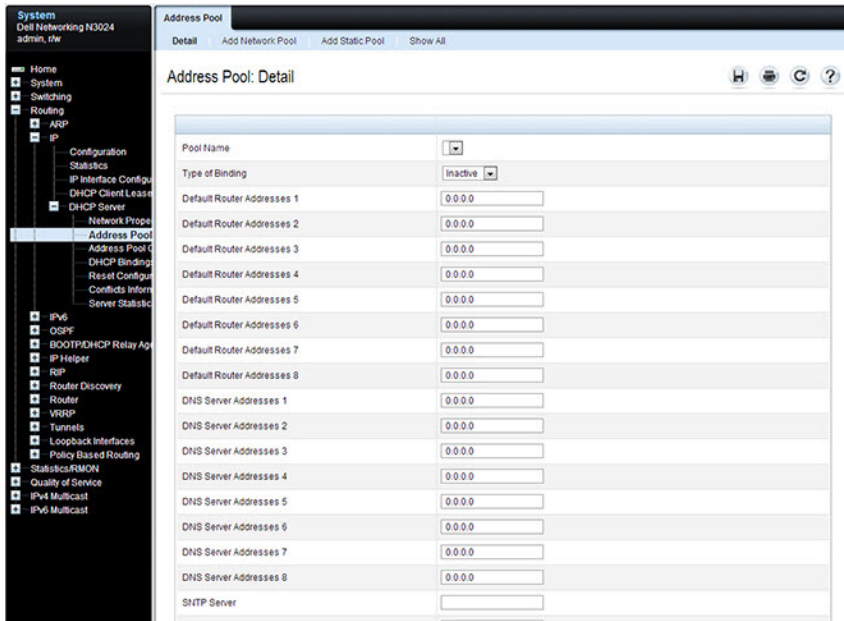 System
Dell Networking N3024
admin, r/w
Home
System
Switching
Routing
ARP
IP
Configuration
Statistics
IP Interface Configu
DHCP Client Lease
DHCP Server
Network Prope
Address Pool
Address Pool C
DHCP Binding
Reset Configur
Conflicts Inform
Server Statistic
IPv6
OSPF
BOOTP/DHCP Relay Age
IP Helper
RIP
Router Discovery
Router
VRRP
Tunnels
Loopback Interfaces
Policy Based Routing
Statistics/RMON
Quality of Service
IPv4 Multicast
IPv6 Multicast
Address Pool
Detail Add Network Pool Add Static Pool Show All
Address Pool: Detail
?
Pool Name
Type of Binding Inactive
Default Router Addresses 1 0.0.0.0
Default Router Addresses 2 0.0.0.0
Default Router Addresses 3 0.0.0.0
Default Router Addresses 4 0.0.0.0
Default Router Addresses 5 0.0.0.0
Default Router Addresses 6 0.0.0.0
Default Router Addresses 7 0.0.0.0
Default Router Addresses 8 0.0.0.0
DNS Server Addresses 1 0.0.0.0
DNS Server Addresses 2 0.0.0.0
DNS Server Addresses 3 0.0.0.0
DNS Server Addresses 4 0.0.0.0
DNS Server Addresses 5 0.0.0.0
DNS Server Addresses 6 0.0.0.0
DNS Server Addresses 7 0.0.0.0
DNS Server Addresses 8 0.0.0.0
SNTP Server